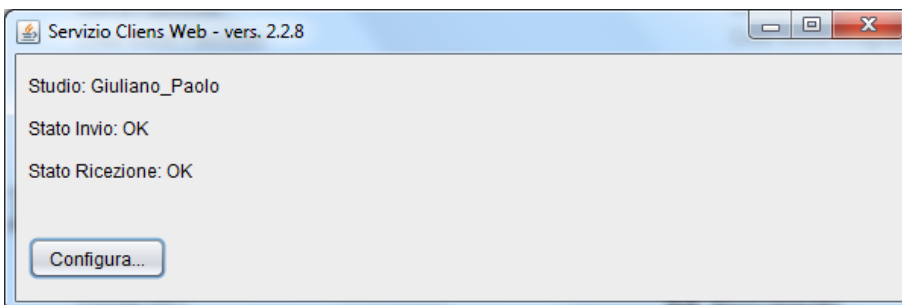 Servizio Cliens Web - vers. 2.2.8
Studio: Giuliano_Paolo
Stato Invio: OK
Stato Ricezione: OK
Configura...